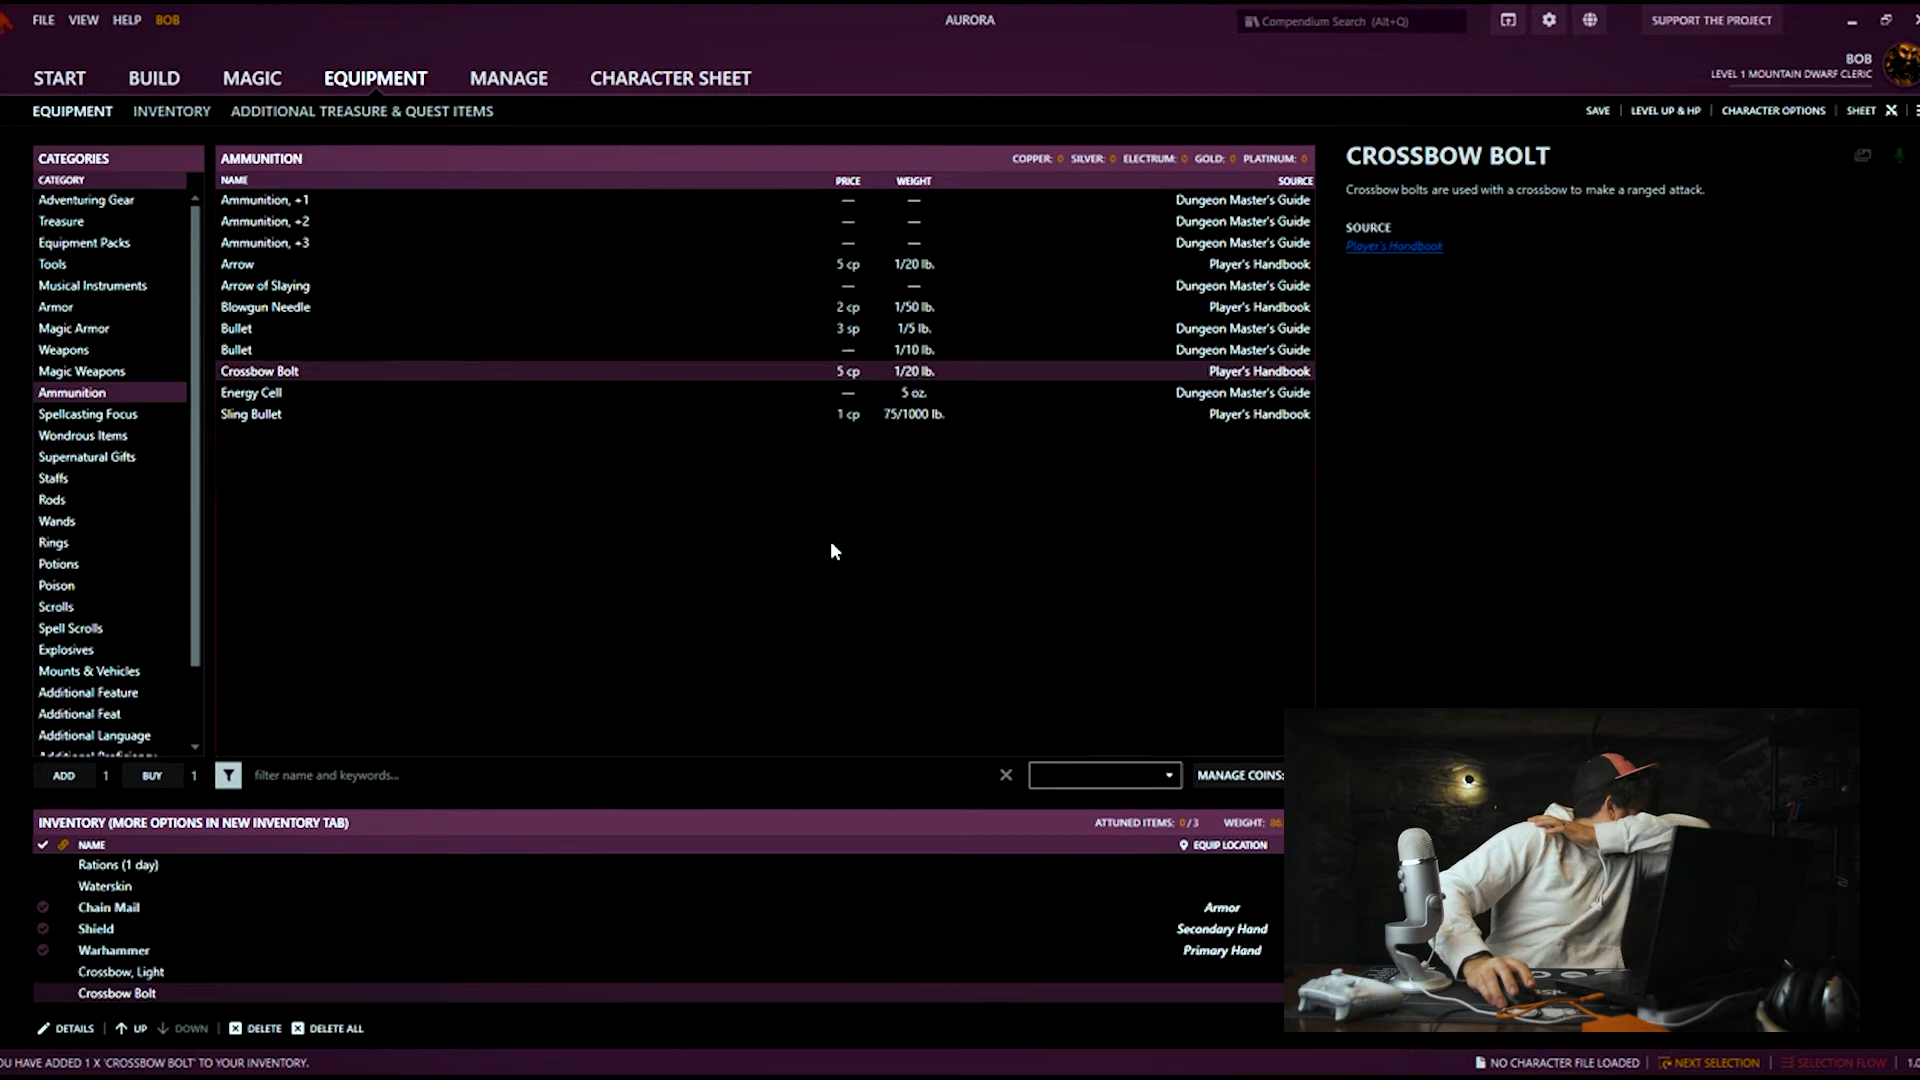 FILE VIEW HELP BOB
AURORA
Compendium Search (Alt+Q)
SUPPORT THE PROJECT
START BUILD MAGIC EQUIPMENT MANAGE CHARACTER SHEET
BOB
LEVEL 1 MOUNTAIN DWARF CLERIC
EQUIPMENT INVENTORY ADDITIONAL TREASURE & QUEST ITEMS
SAVE | LEVEL UP & HP | CHARACTER OPTIONS | SHEET
CATEGORIES
CATEGORY
Adventuring Gear
Treasure
Equipment Packs
Tools
Musical Instruments
Armor
Magic Armor
Weapons
Magic Weapons
Ammunition
Spellcasting Focus
Wondrous Items
Supernatural Gifts
Staffs
Rods
Wands
Rings
Potions
Poison
Scrolls
Spell Scrolls
Explosives
Mounts & Vehicles
Additional Feature
Additional Feat
Additional Language
Additional Proficiency
AMMUNITION COPPER: 0 SILVER: 0 ELECTRUM: 0 GOLD: 0 PLATINUM: 0
NAME PRICE WEIGHT SOURCE
Ammunition, +1 — — Dungeon Master's Guide
Ammunition, +2 — — Dungeon Master's Guide
Ammunition, +3 — — Dungeon Master's Guide
Arrow 5 cp 1/20 lb. Player's Handbook
Arrow of Slaying — — Dungeon Master's Guide
Blowgun Needle 2 cp 1/50 lb. Player's Handbook
Bullet 3 sp 1/5 lb. Dungeon Master's Guide
Bullet — 1/10 lb. Dungeon Master's Guide
Crossbow Bolt 5 cp 1/20 lb. Player's Handbook
Energy Cell — 5 oz. Dungeon Master's Guide
Sling Bullet 1 cp 75/1000 lb. Player's Handbook
CROSSBOW BOLT
Crossbow bolts are used with a crossbow to make a ranged attack.
SOURCE
Player's Handbook
ADD 1 BUY 1 filter name and keywords... MANAGE COINS:
INVENTORY (MORE OPTIONS IN NEW INVENTORY TAB) ATTUNED ITEMS: 0/3 WEIGHT:
NAME EQUIP LOCATION
Rations (1 day)
Waterskin
Chain Mail Armor
Shield Secondary Hand
Warhammer Primary Hand
Crossbow, Light
Crossbow Bolt
DETAILS | UP DOWN | DELETE DELETE ALL
OU HAVE ADDED 1 X 'CROSSBOW BOLT' TO YOUR INVENTORY.
NO CHARACTER FILE LOADED | NEXT SELECTION | SELECTION FLOW | 1.0